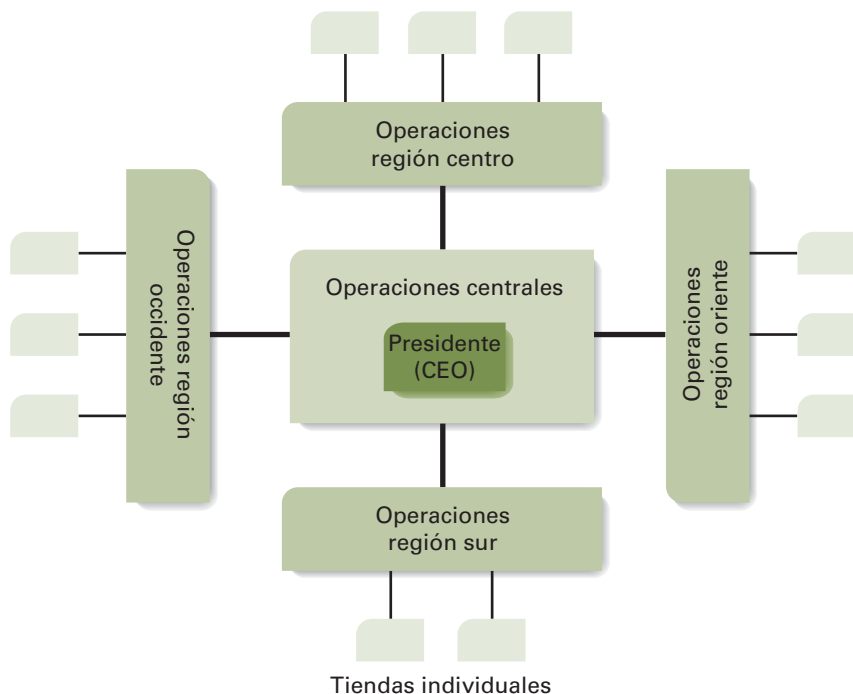 Operaciones
región centro
Operaciones región
occidente
Operaciones centrales
Presidente
(CEO)
Operaciones
región oriente
Operaciones
región sur
Tiendas individuales